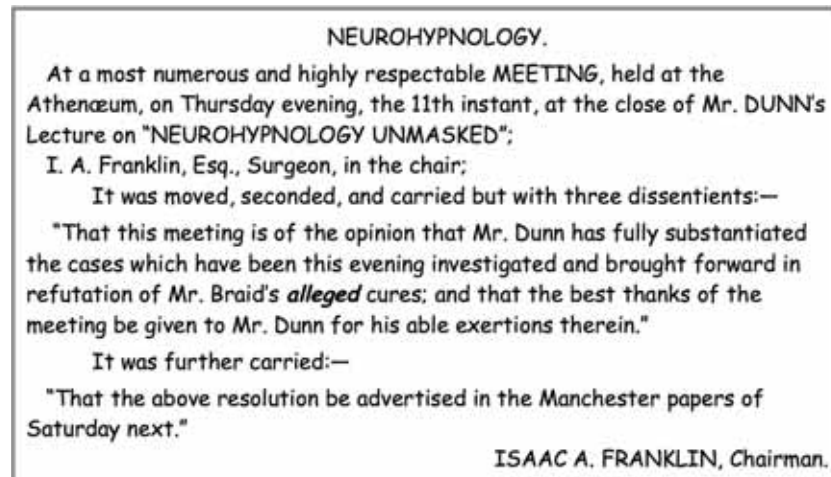 NEUROHYPNOLOGY.
At a most numerous and highly respectable MEETING, held at the
Athenæum, on Thursday evening, the 11th instant, at the close of Mr. DUNN's
Lecture on “NEUROHYPNOLOGY UNMASKED”;
I. A. Franklin, Esq., Surgeon, in the chair;
It was moved, seconded, and carried but with three dissentients:—
“That this meeting is of the opinion that Mr. Dunn has fully substantiated
the cases which have been this evening investigated and brought forward in
refutation of Mr. Braid's alleged cures; and that the best thanks of the
meeting be given to Mr. Dunn for his able exertions therein.”
It was further carried:—
“That the above resolution be advertised in the Manchester papers of
Saturday next.”
ISAAC A. FRANKLIN, Chairman.